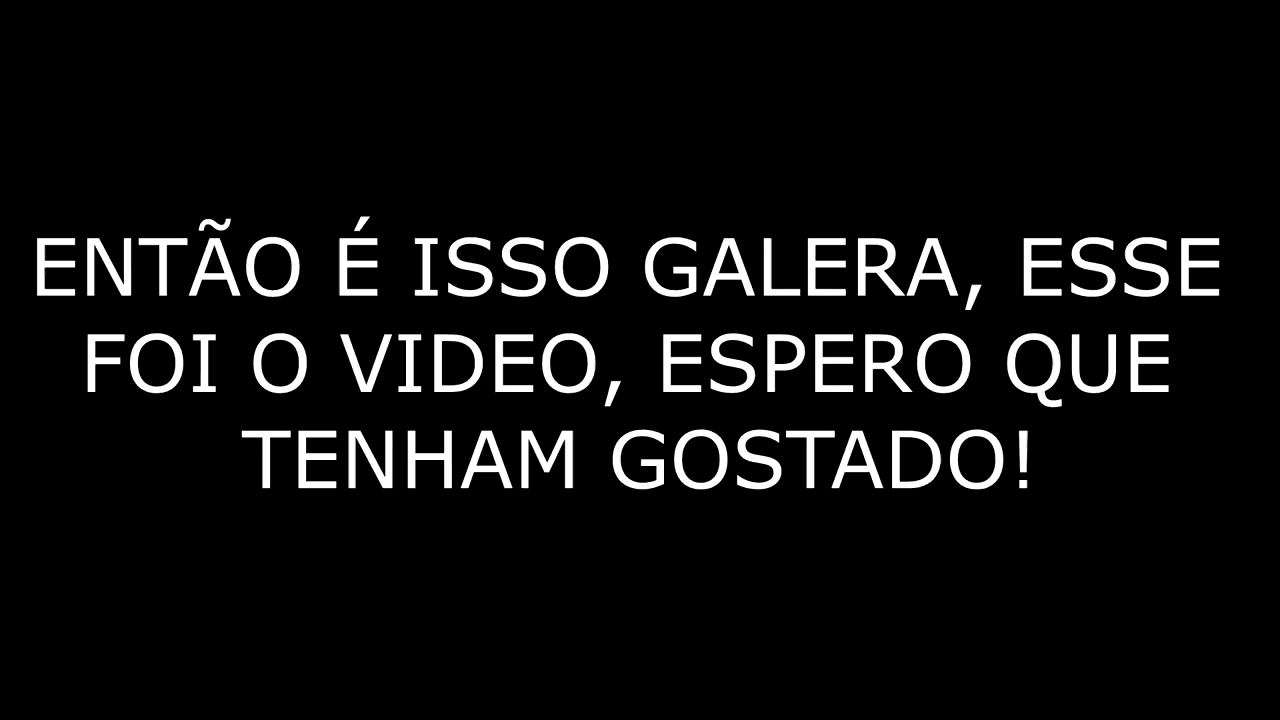 ENTÃO É ISSO GALERA, ESSE
FOI O VIDEO, ESPERO QUE
TENHAM GOSTADO!